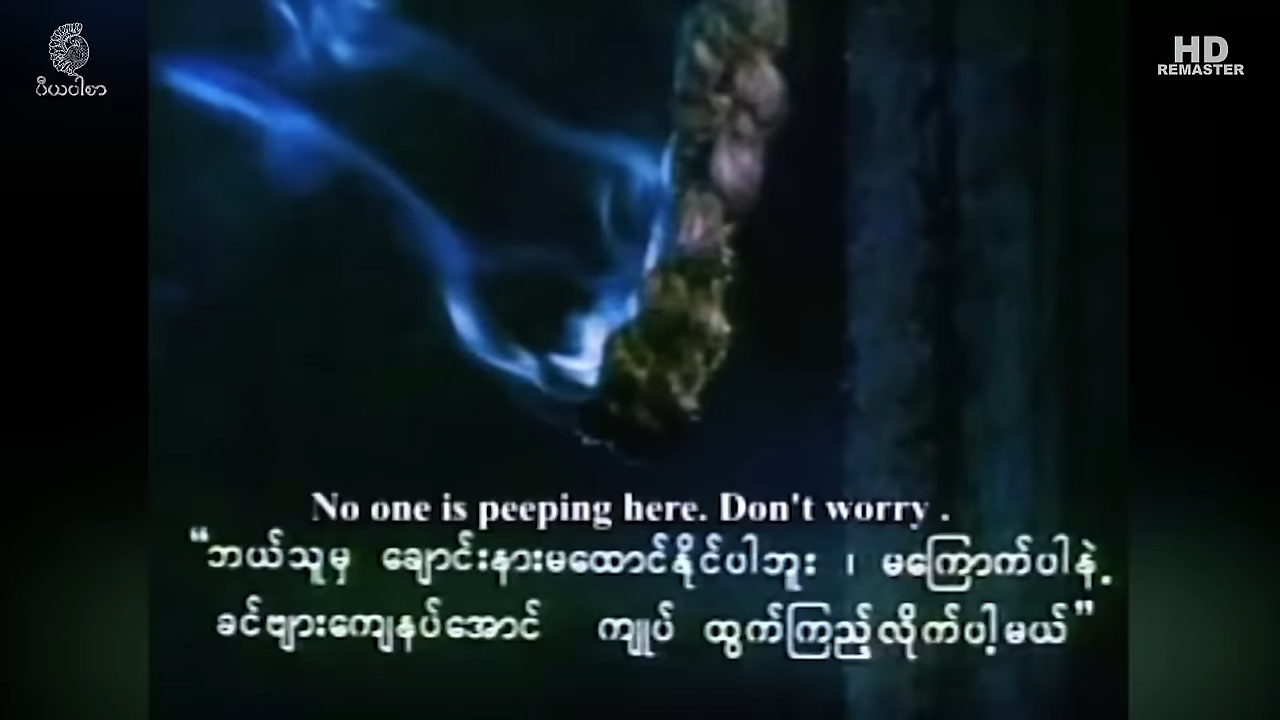 ပီယဝါစာ
HD
REMASTER
No one is peeping here. Don't worry .
“ဘယ်သူမှ ချောင်းနားမထောင်နိုင်ပါဘူး ၊ မကြောက်ပါနဲ့.
ခင်ဗျားကျေနပ်အောင် ကျုပ် ထွက်ကြည့်လိုက်ပါ့မယ်”